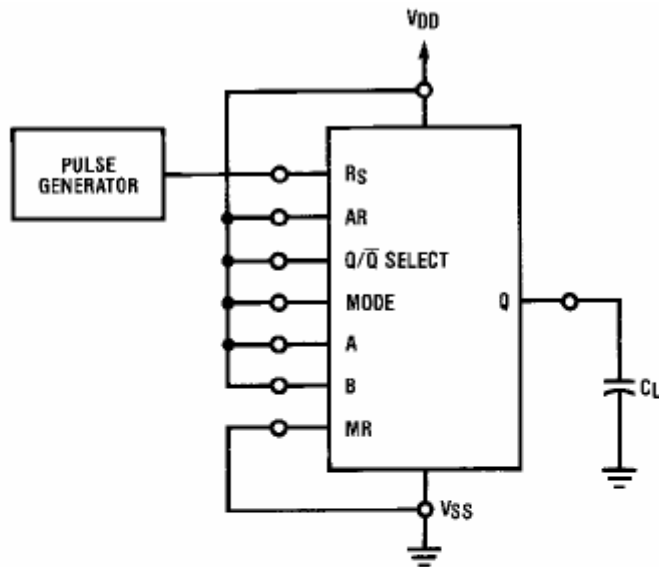 VDD
PULSE
GENERATOR
RS
AR
Q/Q̅ SELECT
MODE
Q
A
B
CL
MR
VSS